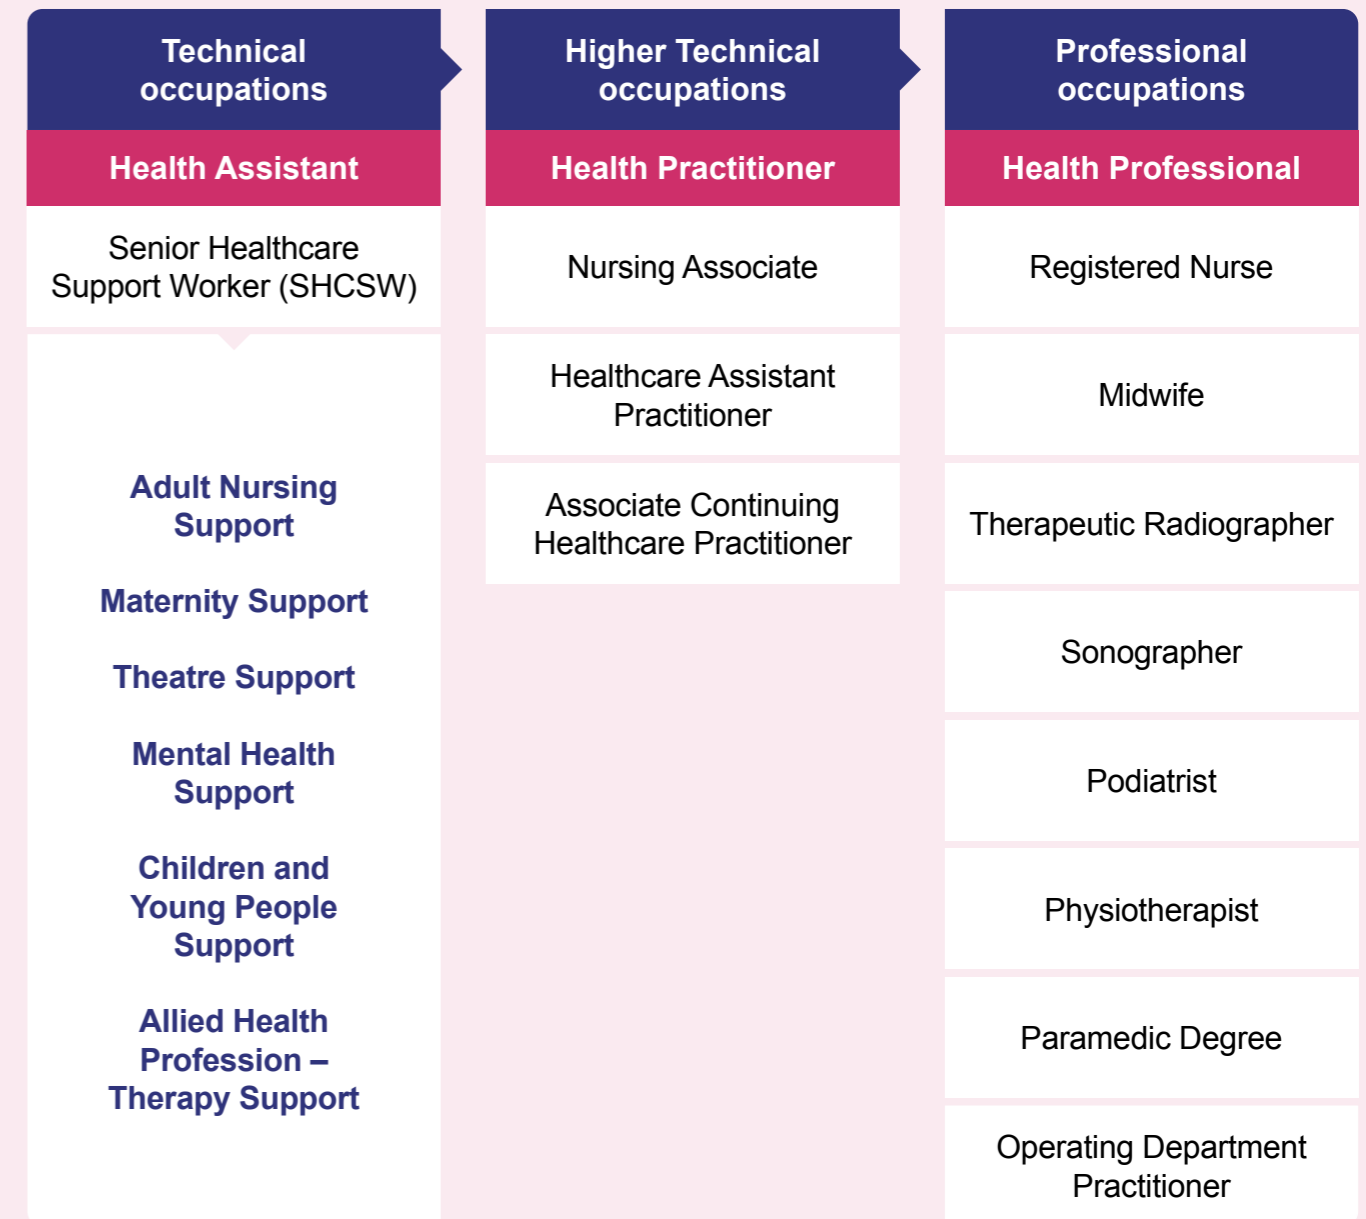 Technical
occupations
Health Assistant
Senior Healthcare
Support Worker (SHCSW)
Adult Nursing
Support
Maternity Support
Theatre Support
Mental Health
Support
Children and
Young People
Support
Allied Health
Profession –
Therapy Support
Higher Technical
occupations
Health Practitioner
Nursing Associate
Healthcare Assistant
Practitioner
Associate Continuing
Healthcare Practitioner
Professional
occupations
Health Professional
Registered Nurse
Midwife
Therapeutic Radiographer
Sonographer
Podiatrist
Physiotherapist
Paramedic Degree
Operating Department
Practitioner